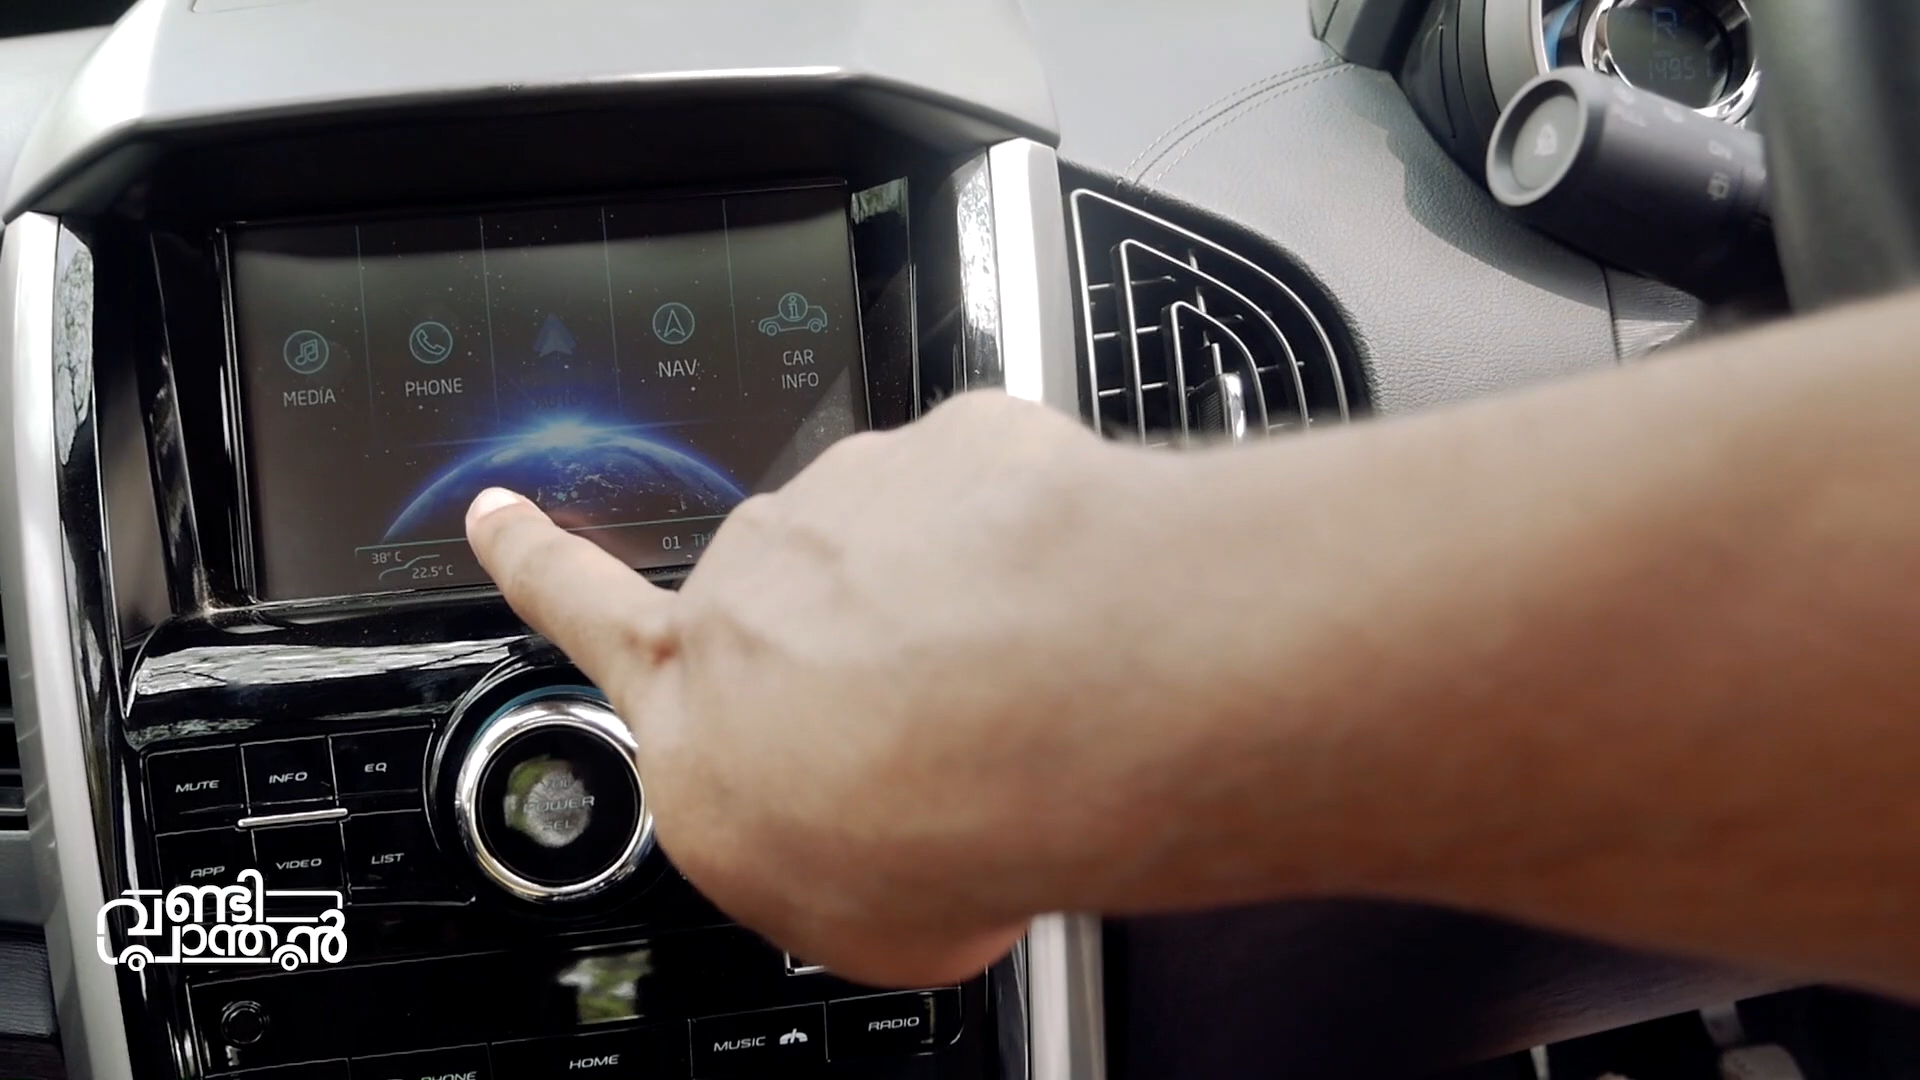 MEDIA
PHONE
NAV
CAR
INFO
38° C
22.5° C
01
MUTE
INFO
EQ
POWER
APP
VIDEO
LIST
വണ്ടി
പ്രാന്തൻ
MUSIC
RADIO
HOME
PHONE